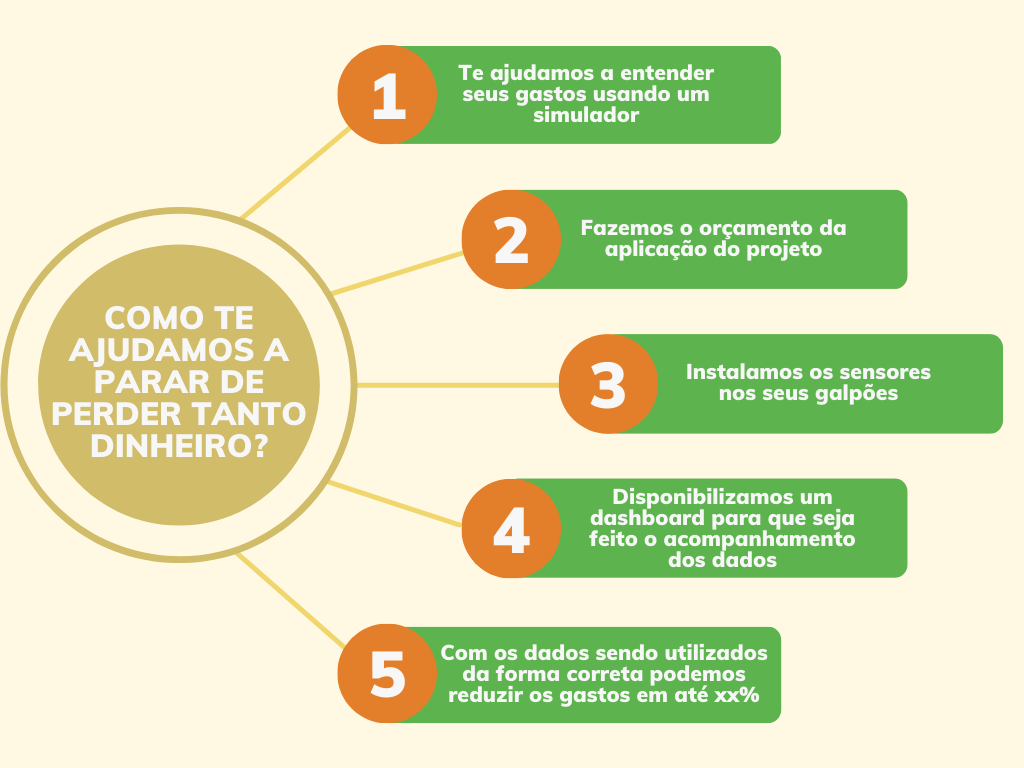 COMO TE
AJUDAMOS A
PARAR DE
PERDER TANTO
DINHEIRO?
1
Te ajudamos a entender
seus gastos usando um
simulador
2
Fazemos o orçamento da
aplicação do projeto
3
Instalamos os sensores
nos seus galpões
4
Disponibilizamos um
dashboard para que seja
feito o acompanhamento
dos dados
5
Com os dados sendo utilizados
da forma correta podemos
reduzir os gastos em até xx%